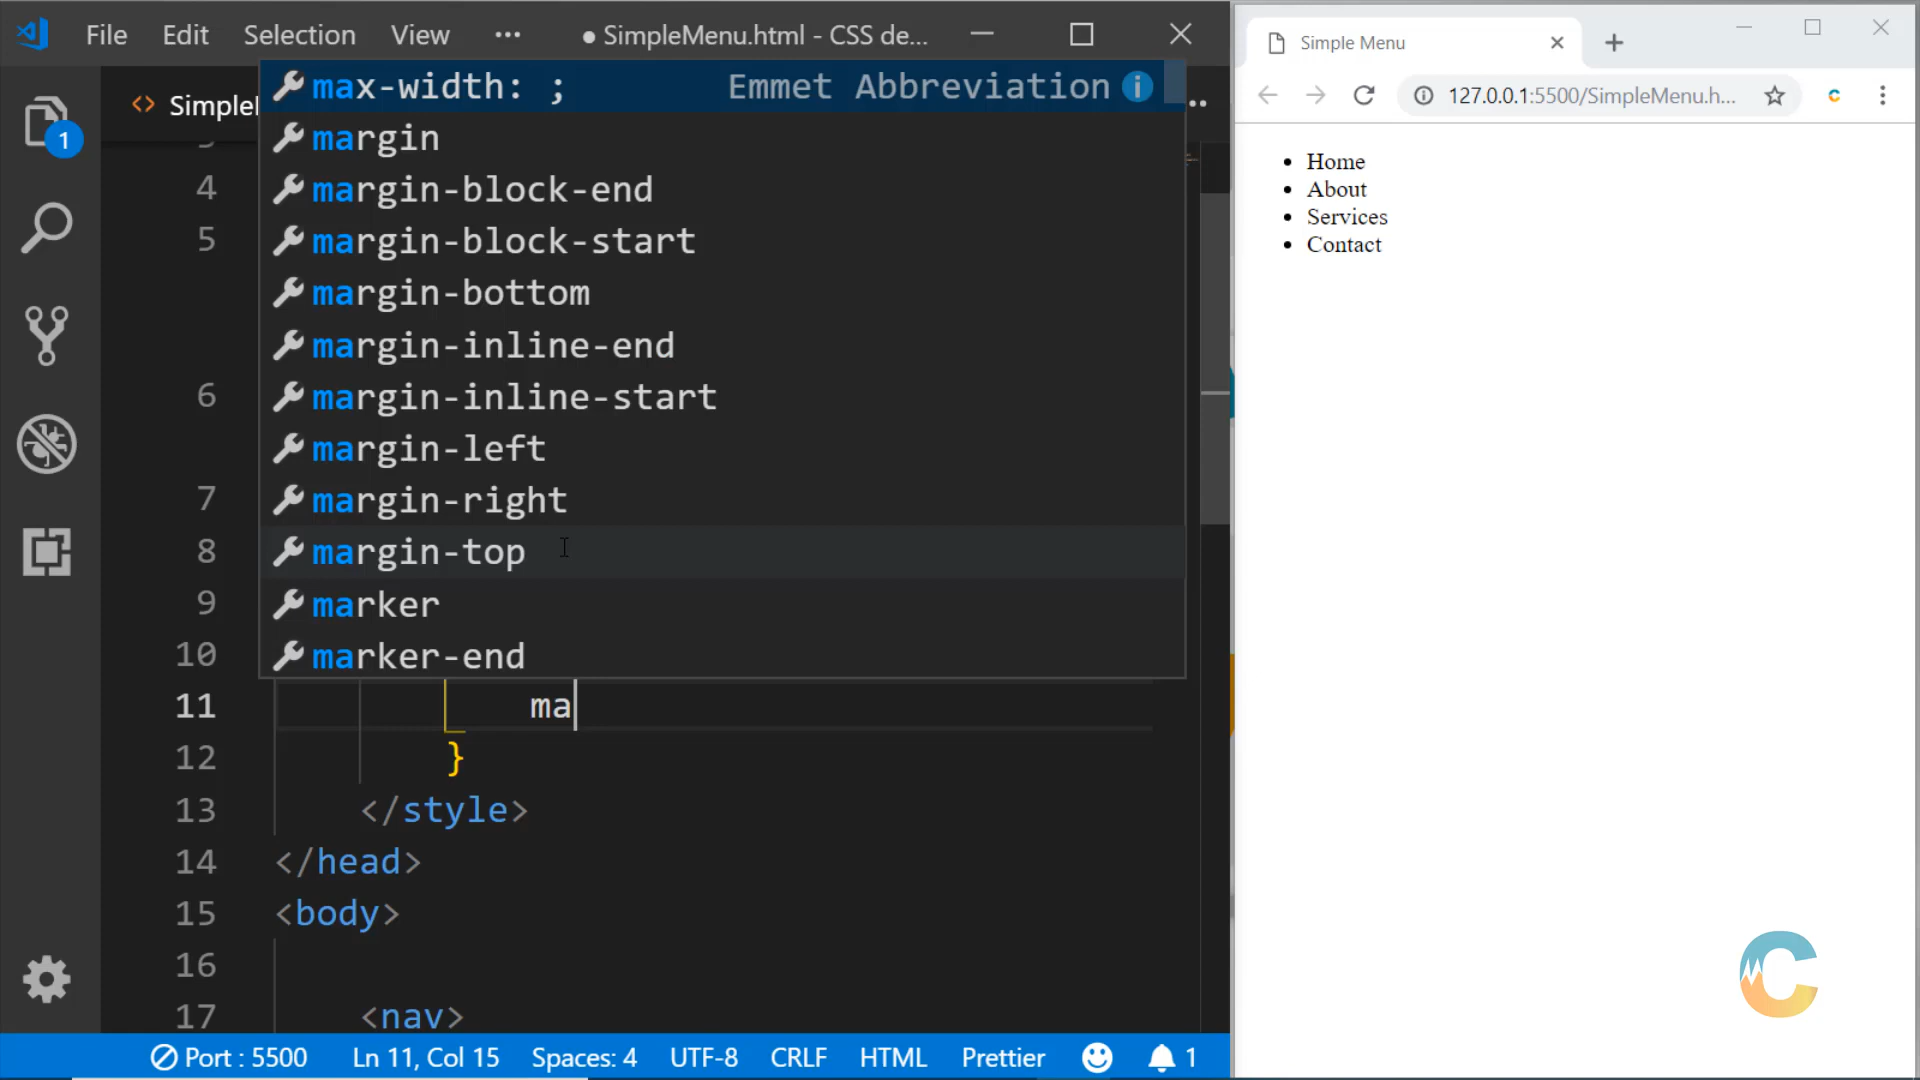 File Edit Selection View ··· ● SimpleMenu.html - CSS de...
<> Simple
max-width: ; Emmet Abbreviation
margin
margin-block-end
margin-block-start
margin-bottom
margin-inline-end
margin-inline-start
margin-left
margin-right
margin-top
marker
marker-end
4
5
6
7
8
9
10
11 ma
12 }
13 </style>
14 </head>
15 <body>
16
17 <nav>
1
Port : 5500 Ln 11, Col 15 Spaces: 4 UTF-8 CRLF HTML Prettier 1
Simple Menu
127.0.0.1:5500/SimpleMenu.h...
• Home
• About
• Services
• Contact
C